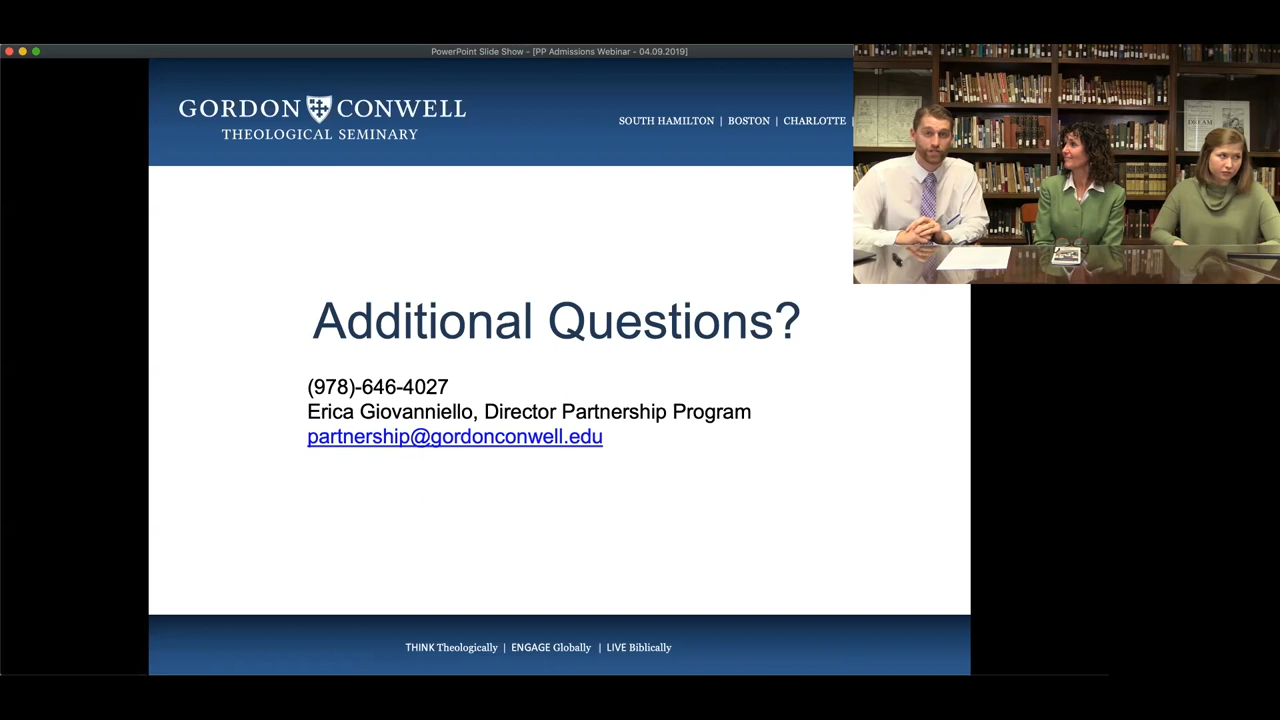 PowerPoint Slide Show - [PP Admissions Webinar - 04.09.2019]
GORDON CONWELL
THEOLOGICAL SEMINARY
SOUTH HAMILTON | BOSTON | CHARLOTTE |
Additional Questions?
(978)-646-4027
Erica Giovanniello, Director Partnership Program
partnership@gordonconwell.edu
THINK Theologically | ENGAGE Globally | LIVE Biblically